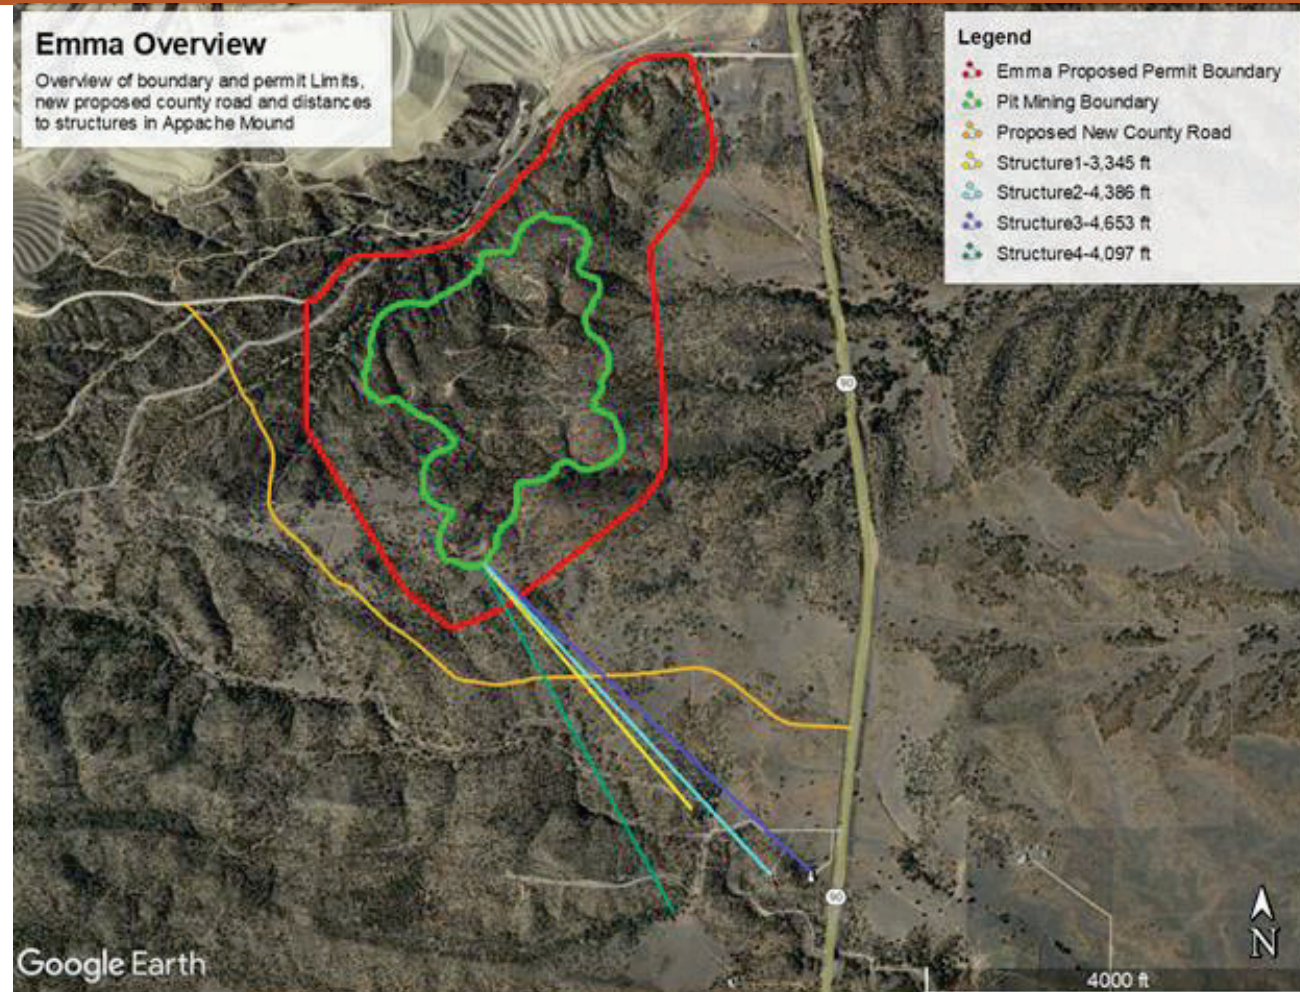 Emma Overview
Overview of boundary and permit Limits,
new proposed county road and distances
to structures in Appache Mound
Legend
Emma Proposed Permit Boundary
Pit Mining Boundary
Proposed New County Road
Structure1-3,345 ft
Structure2-4,386 ft
Structure3-4,653 ft
Structure4-4,097 ft
90
90
N
Google Earth
4000 ft